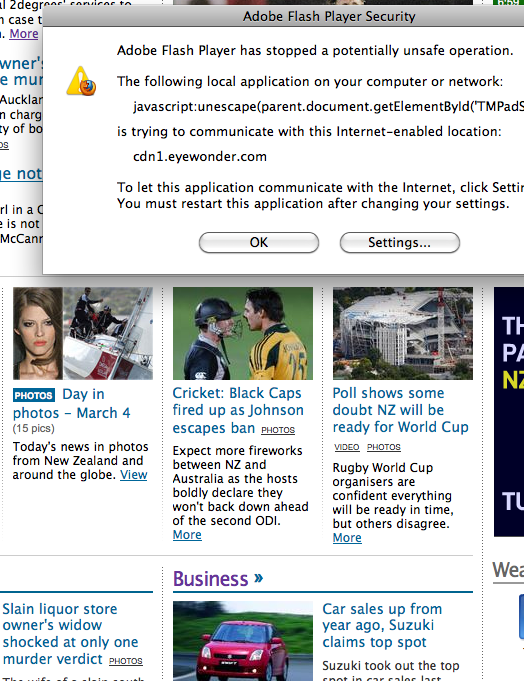 l 2degrees' services to
n case t
n. More
Adobe Flash Player Security
Adobe Flash Player has stopped a potentially unsafe operation.
The following local application on your computer or network:
javascript:unescape(parent.document.getElementById('TMPadS
is trying to communicate with this Internet-enabled location:
cdn1.eyewonder.com
To let this application communicate with the Internet, click Settin
You must restart this application after changing your settings.
OK
Settings...
wner's
e mur
Aucklan
n charg
ty of bo
OS
ge not
rl in a C
e is not
McCann
PHOTOS Day in
photos – March 4
(15 pics)
Today's news in photos
from New Zealand and
around the globe. View
Cricket: Black Caps
fired up as Johnson
escapes ban PHOTOS
Expect more fireworks
between NZ and
Australia as the hosts
boldly declare they
won't back down ahead
of the second ODI.
More
Poll shows some
doubt NZ will be
ready for World Cup
VIDEO PHOTOS
Rugby World Cup
organisers are
confident everything
will be ready in time,
but others disagree.
More
TH
PA
NZ
TU
Slain liquor store
owner's widow
shocked at only one
murder verdict PHOTOS
Business »
Car sales up from
year ago, Suzuki
claims top spot
Suzuki took out the top
spot in car sales last
Wea